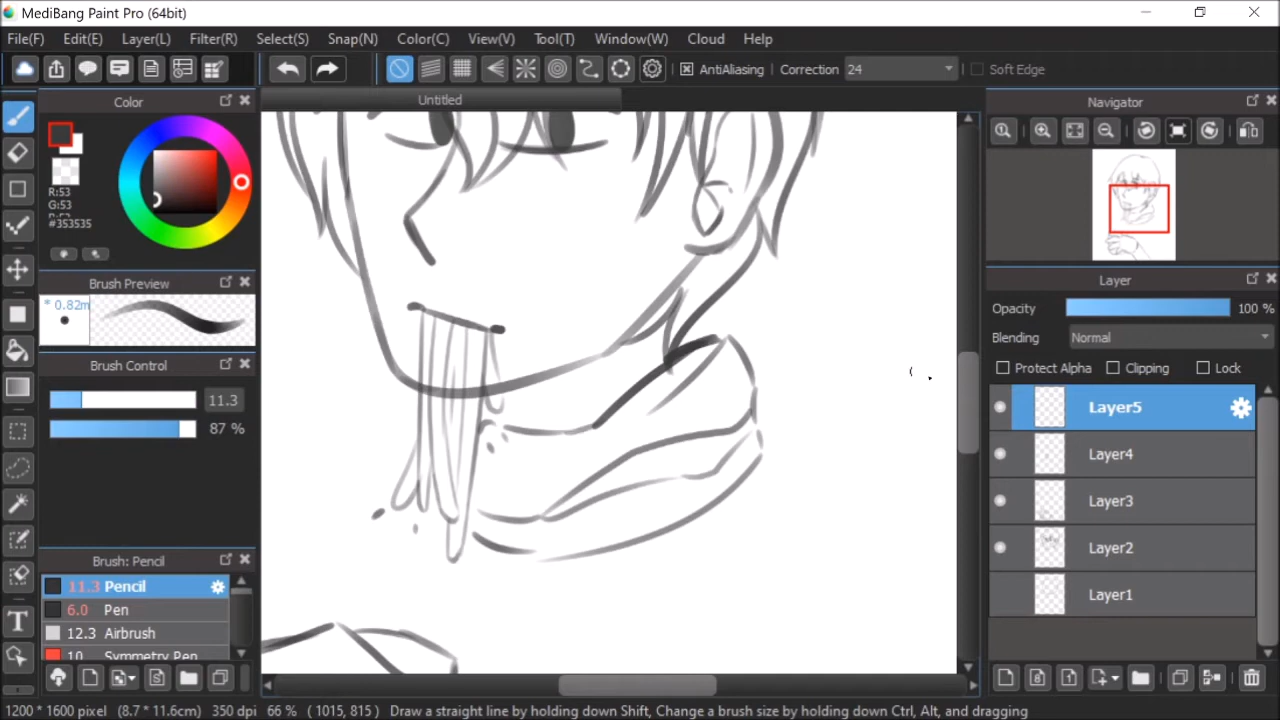 MediBang Paint Pro (64bit)
File(F) Edit(E) Layer(L) Filter(R) Select(S) Snap(N) Color(C) View(V) Tool(T) Window(W) Cloud Help
AntiAliasing Correction 24 Soft Edge
Color
Untitled
Navigator
R:53
G:53
#353535
Brush Preview
* 0.82m
Layer
Opacity 100 %
Blending Normal
Brush Control
Protect Alpha Clipping Lock
11.3
87 %
Layer5
Layer4
Layer3
Layer2
Layer1
Brush: Pencil
11.3 Pencil
6.0 Pen
12.3 Airbrush
10 Symmetry Pen
1200 * 1600 pixel (8.7 * 11.6cm) 350 dpi 66 % ( 1015, 815 ) Draw a straight line by holding down Shift, Change a brush size by holding down Ctrl, Alt, and dragging